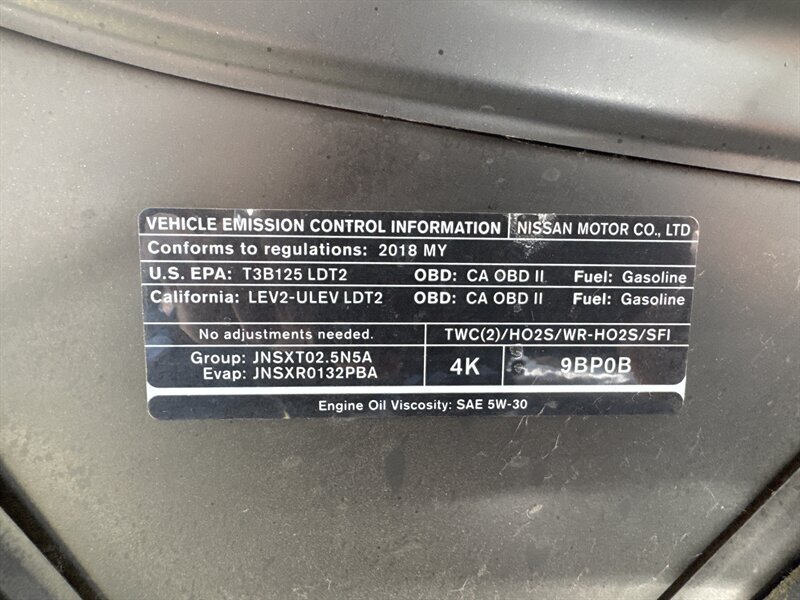 VEHICLE EMISSION CONTROL INFORMATION NISSAN MOTOR CO., LTD
Conforms to regulations: 2018 MY
U.S. EPA: T3B125 LDT2 OBD: CA OBD II Fuel: Gasoline
California: LEV2-ULEV LDT2 OBD: CA OBD II Fuel: Gasoline
No adjustments needed. TWC(2)/HO2S/WR-HO2S/SFI
Group: JNSXT02.5N5A
Evap: JNSXR0132PBA
4K 9BP0B
Engine Oil Viscosity: SAE 5W-30